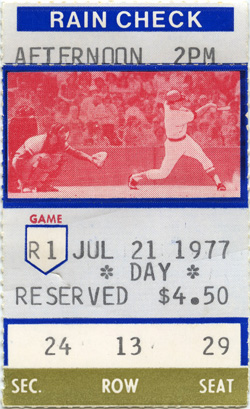 RAIN CHECK
AFTERNOON 2PM
GAME
R1 JUL 21 1977
* DAY *
RESERVED $4.50
24 13 29
SEC. ROW SEAT